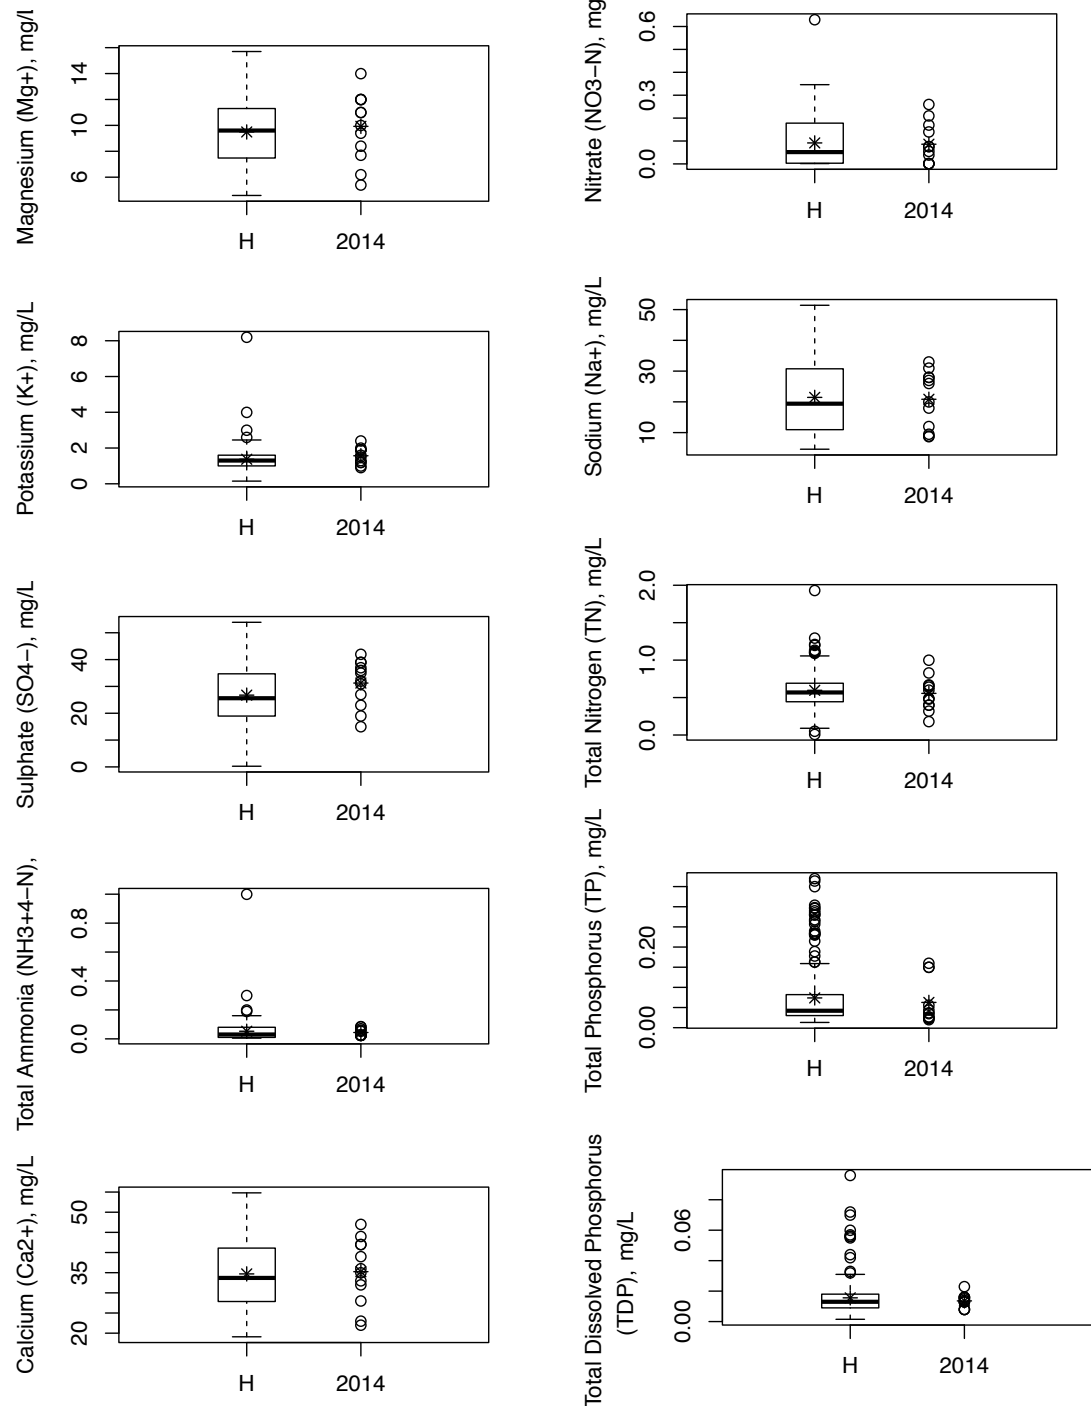 Magnesium (Mg+), mg/l
6
10
14
H
2014
Nitrate (NO3−N), mg
0.0
0.3
0.6
H
2014
Potassium (K+), mg/L
0
2
4
6
8
H
2014
Sodium (Na+), mg/L
10
30
50
H
2014
Sulphate (SO4−), mg/L
0
20
40
H
2014
Total Nitrogen (TN), mg/L
0.0
1.0
2.0
H
2014
Total Ammonia (NH3+4−N),
0.0
0.4
0.8
H
2014
Total Phosphorus (TP), mg/L
0.00
0.20
H
2014
Calcium (Ca2+), mg/L
20
35
50
H
2014
Total Dissolved Phosphorus
(TDP), mg/L
0.00
0.06
H
2014